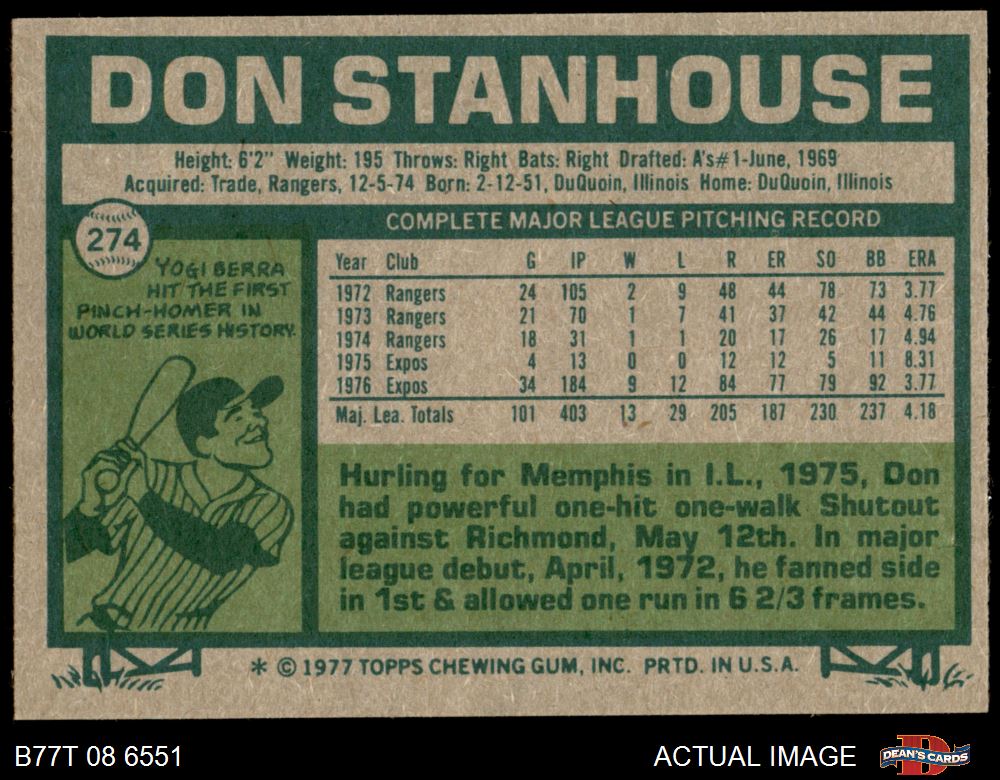 DON STANHOUSE
Height: 6'2" Weight: 195 Throws: Right Bats: Right Drafted: A's#1-June, 1969
Acquired: Trade, Rangers, 12-5-74 Born: 2-12-51, DuQuoin, Illinois Home: DuQuoin, Illinois
274
YOGI BERRA
HIT THE FIRST
PINCH-HOMER IN
WORLD SERIES HISTORY.
COMPLETE MAJOR LEAGUE PITCHING RECORD
Year Club G IP W L R ER SO BB ERA
1972 Rangers 24 105 2 9 48 44 78 73 3.77
1973 Rangers 21 70 1 7 41 37 42 44 4.76
1974 Rangers 18 31 1 1 20 17 26 17 4.94
1975 Expos 4 13 0 0 12 12 5 11 8.31
1976 Expos 34 184 9 12 84 77 79 92 3.77
Maj. Lea. Totals 101 403 13 29 205 187 230 237 4.18
Hurling for Memphis in I.L., 1975, Don
had powerful one-hit one-walk Shutout
against Richmond, May 12th. In major
league debut, April, 1972, he fanned side
in 1st & allowed one run in 6 2/3 frames.
* © 1977 TOPPS CHEWING GUM, INC. PRTD. IN U.S.A.
B77T 08 6551
ACTUAL IMAGE
DEAN'S CARDS